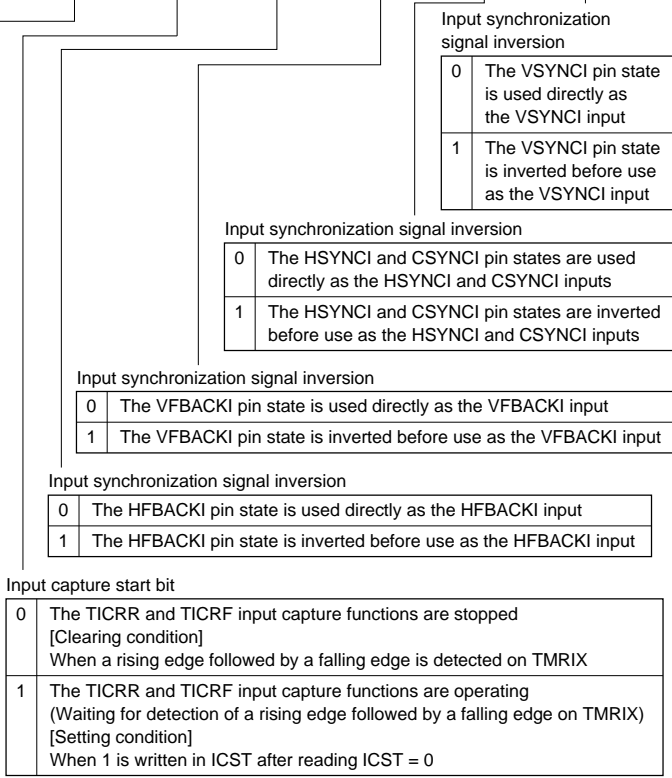 Input synchronization
signal inversion
0 The VSYNCI pin state
is used directly as
the VSYNCI input
1 The VSYNCI pin state
is inverted before use
as the VSYNCI input
Input synchronization signal inversion
0 The HSYNCI and CSYNCI pin states are used
directly as the HSYNCI and CSYNCI inputs
1 The HSYNCI and CSYNCI pin states are inverted
before use as the HSYNCI and CSYNCI inputs
Input synchronization signal inversion
0 The VFBACKI pin state is used directly as the VFBACKI input
1 The VFBACKI pin state is inverted before use as the VFBACKI input
Input synchronization signal inversion
0 The HFBACKI pin state is used directly as the HFBACKI input
1 The HFBACKI pin state is inverted before use as the HFBACKI input
Input capture start bit
0 The TICRR and TICRF input capture functions are stopped
[Clearing condition]
When a rising edge followed by a falling edge is detected on TMRIX
1 The TICRR and TICRF input capture functions are operating
(Waiting for detection of a rising edge followed by a falling edge on TMRIX)
[Setting condition]
When 1 is written in ICST after reading ICST = 0